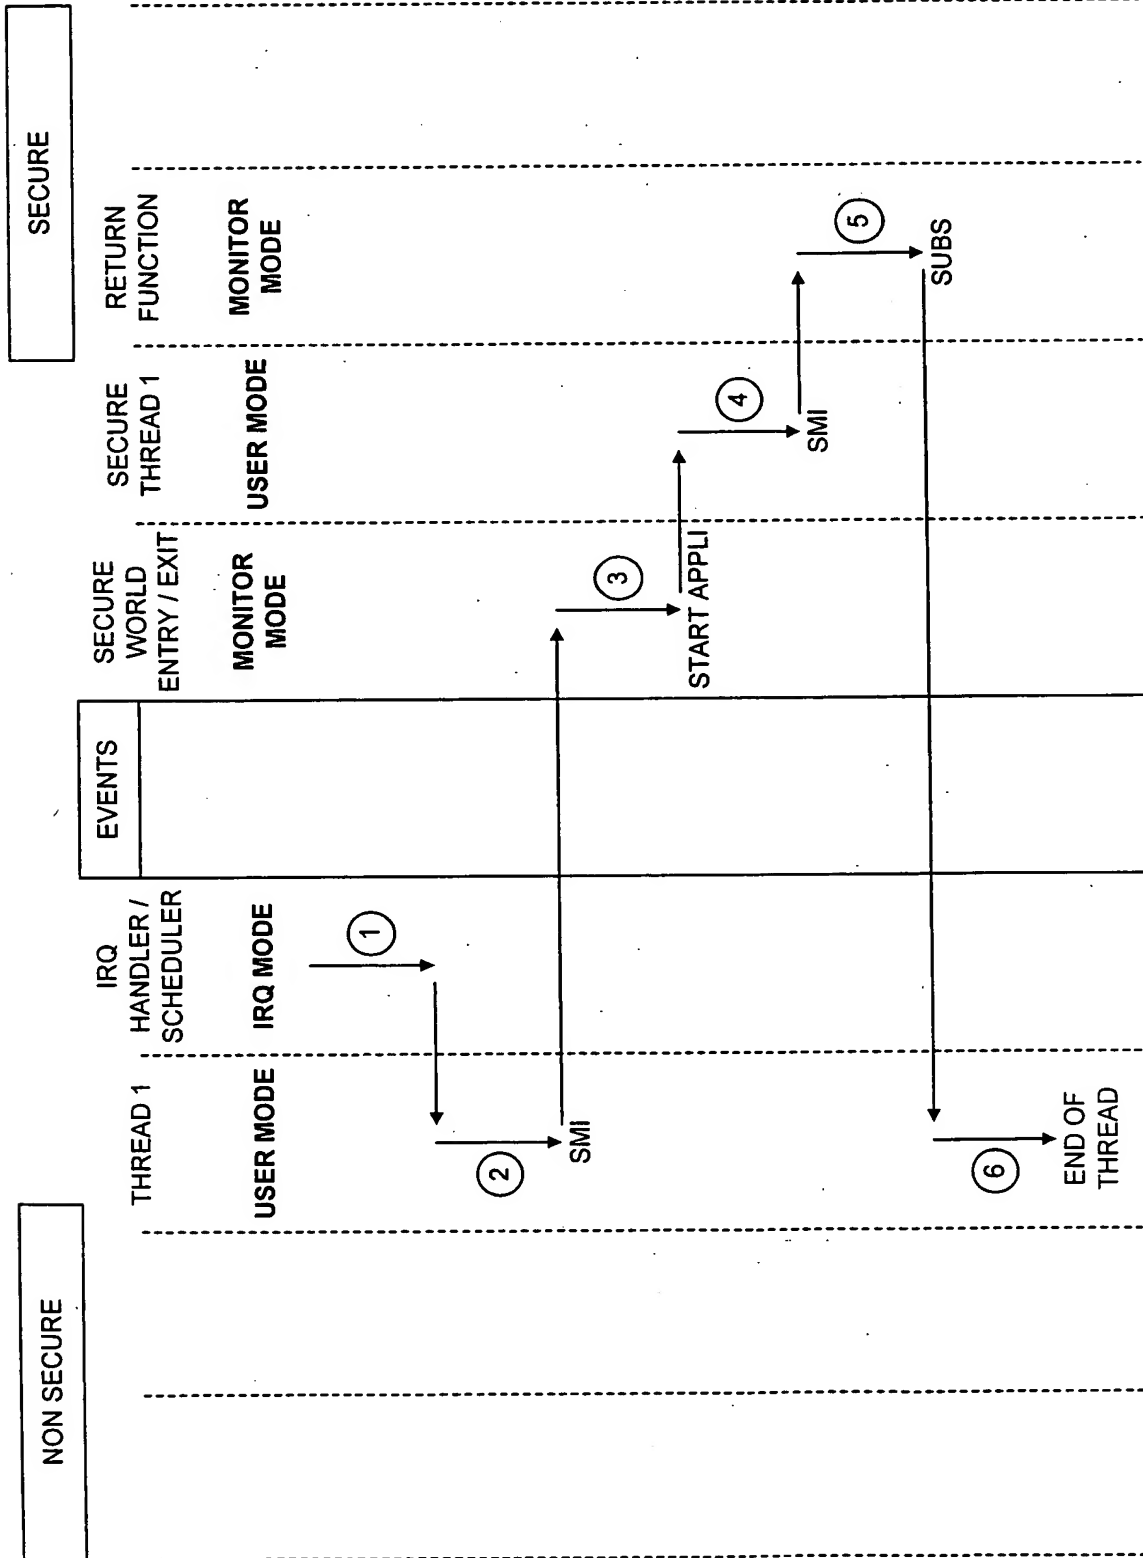 NON SECURE
SECURE
EVENTS
THREAD 1
USER MODE
IRQ
HANDLER /
SCHEDULER
IRQ MODE
SECURE
WORLD
ENTRY / EXIT
MONITOR
MODE
SECURE
THREAD 1
USER MODE
RETURN
FUNCTION
MONITOR
MODE
1
2
SMI
3
START APPLI
4
SMI
5
SUBS
6
END OF
THREAD